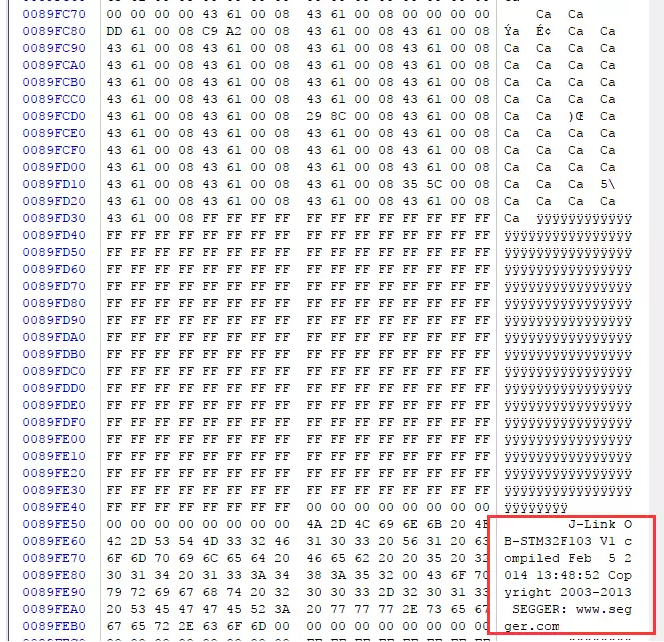 0089FC70 00 00 00 00 43 61 00 08 43 61 00 08 00 00 00 00 Ca Ca
0089FC80 DD 61 00 08 C9 A2 00 08 43 61 00 08 43 61 00 08 Ýa É¢ Ca Ca
0089FC90 43 61 00 08 43 61 00 08 43 61 00 08 43 61 00 08 Ca Ca Ca Ca
0089FCA0 43 61 00 08 43 61 00 08 43 61 00 08 43 61 00 08 Ca Ca Ca Ca
0089FCB0 43 61 00 08 43 61 00 08 43 61 00 08 43 61 00 08 Ca Ca Ca Ca
0089FCC0 43 61 00 08 43 61 00 08 43 61 00 08 43 61 00 08 Ca Ca Ca Ca
0089FCD0 43 61 00 08 43 61 00 08 29 8C 00 08 43 61 00 08 Ca Ca )Œ Ca
0089FCE0 43 61 00 08 43 61 00 08 43 61 00 08 43 61 00 08 Ca Ca Ca Ca
0089FCF0 43 61 00 08 43 61 00 08 43 61 00 08 43 61 00 08 Ca Ca Ca Ca
0089FD00 43 61 00 08 43 61 00 08 43 61 00 08 43 61 00 08 Ca Ca Ca Ca
0089FD10 43 61 00 08 43 61 00 08 43 61 00 08 35 5C 00 08 Ca Ca Ca 5\
0089FD20 43 61 00 08 43 61 00 08 43 61 00 08 43 61 00 08 Ca Ca Ca Ca
0089FD30 43 61 00 08 FF FF FF FF FF FF FF FF FF FF FF FF Ca ÿÿÿÿÿÿÿÿÿÿÿÿ
0089FD40 FF FF FF FF FF FF FF FF FF FF FF FF FF FF FF FF ÿÿÿÿÿÿÿÿÿÿÿÿÿÿÿÿ
0089FD50 FF FF FF FF FF FF FF FF FF FF FF FF FF FF FF FF ÿÿÿÿÿÿÿÿÿÿÿÿÿÿÿÿ
0089FD60 FF FF FF FF FF FF FF FF FF FF FF FF FF FF FF FF ÿÿÿÿÿÿÿÿÿÿÿÿÿÿÿÿ
0089FD70 FF FF FF FF FF FF FF FF FF FF FF FF FF FF FF FF ÿÿÿÿÿÿÿÿÿÿÿÿÿÿÿÿ
0089FD80 FF FF FF FF FF FF FF FF FF FF FF FF FF FF FF FF ÿÿÿÿÿÿÿÿÿÿÿÿÿÿÿÿ
0089FD90 FF FF FF FF FF FF FF FF FF FF FF FF FF FF FF FF ÿÿÿÿÿÿÿÿÿÿÿÿÿÿÿÿ
0089FDA0 FF FF FF FF FF FF FF FF FF FF FF FF FF FF FF FF ÿÿÿÿÿÿÿÿÿÿÿÿÿÿÿÿ
0089FDB0 FF FF FF FF FF FF FF FF FF FF FF FF FF FF FF FF ÿÿÿÿÿÿÿÿÿÿÿÿÿÿÿÿ
0089FDC0 FF FF FF FF FF FF FF FF FF FF FF FF FF FF FF FF ÿÿÿÿÿÿÿÿÿÿÿÿÿÿÿÿ
0089FDD0 FF FF FF FF FF FF FF FF FF FF FF FF FF FF FF FF ÿÿÿÿÿÿÿÿÿÿÿÿÿÿÿÿ
0089FDE0 FF FF FF FF FF FF FF FF FF FF FF FF FF FF FF FF ÿÿÿÿÿÿÿÿÿÿÿÿÿÿÿÿ
0089FDF0 FF FF FF FF FF FF FF FF FF FF FF FF FF FF FF FF ÿÿÿÿÿÿÿÿÿÿÿÿÿÿÿÿ
0089FE00 FF FF FF FF FF FF FF FF FF FF FF FF FF FF FF FF ÿÿÿÿÿÿÿÿÿÿÿÿÿÿÿÿ
0089FE10 FF FF FF FF FF FF FF FF FF FF FF FF FF FF FF FF ÿÿÿÿÿÿÿÿÿÿÿÿÿÿÿÿ
0089FE20 FF FF FF FF FF FF FF FF FF FF FF FF FF FF FF FF ÿÿÿÿÿÿÿÿÿÿÿÿÿÿÿÿ
0089FE30 FF FF FF FF FF FF FF FF FF FF FF FF FF FF FF FF ÿÿÿÿÿÿÿÿÿÿÿÿÿÿÿÿ
0089FE40 FF FF FF FF FF FF FF FF 00 00 00 00 00 00 00 00 ÿÿÿÿÿÿÿÿ
0089FE50 00 00 00 00 00 00 00 00 4A 2D 4C 69 6E 6B 20 4F J-Link O
0089FE60 42 2D 53 54 4D 33 32 46 31 30 33 20 56 31 20 63 B-STM32F103 V1 c
0089FE70 6F 6D 70 69 6C 65 64 20 46 65 62 20 20 35 20 32 ompiled Feb  5 2
0089FE80 30 31 34 20 31 33 3A 34 38 3A 35 32 00 43 6F 70 014 13:48:52 Cop
0089FE90 79 72 69 67 68 74 20 32 30 30 33 2D 32 30 31 33 yright 2003-2013
0089FEA0 20 53 45 47 47 45 52 3A 20 77 77 77 2E 73 65 67 SEGGER: www.seg
0089FEB0 67 65 72 2E 63 6F 6D 00 00 00 00 00 00 00 00 00 ger.com